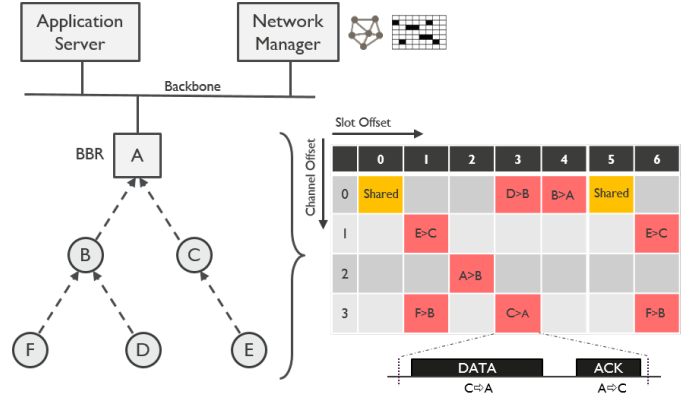 Application
Server
Network
Manager
Backbone
BBR
A
B
C
F
D
E
Slot Offset
Channel Offset
0 1 2 3 4 5 6
0 Shared D>B B>A Shared
1 E>C E>C
2 A>B
3 F>B C>A F>B
DATA ACK
C⇨A A⇨C